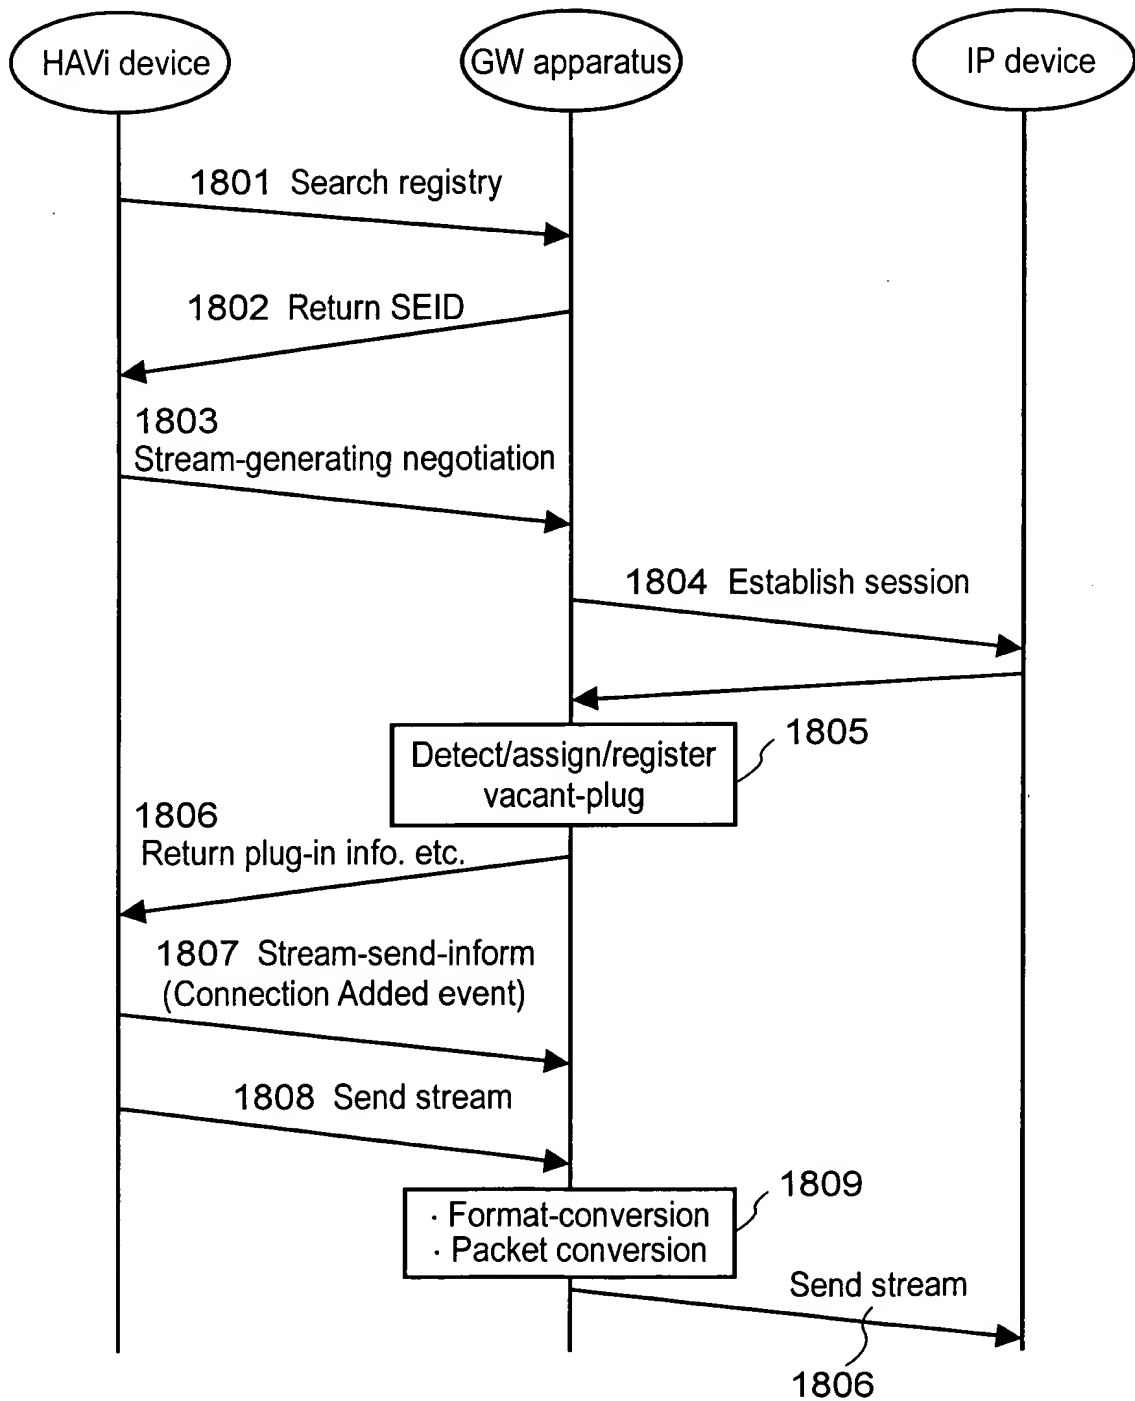 HAVi device
GW apparatus
IP device
1801 Search registry
1802 Return SEID
1803
Stream-generating negotiation
1804 Establish session
1805
Detect/assign/register
vacant-plug
1806
Return plug-in info. etc.
1807 Stream-send-inform
(Connection Added event)
1808 Send stream
1809
· Format-conversion
· Packet conversion
Send stream
1806